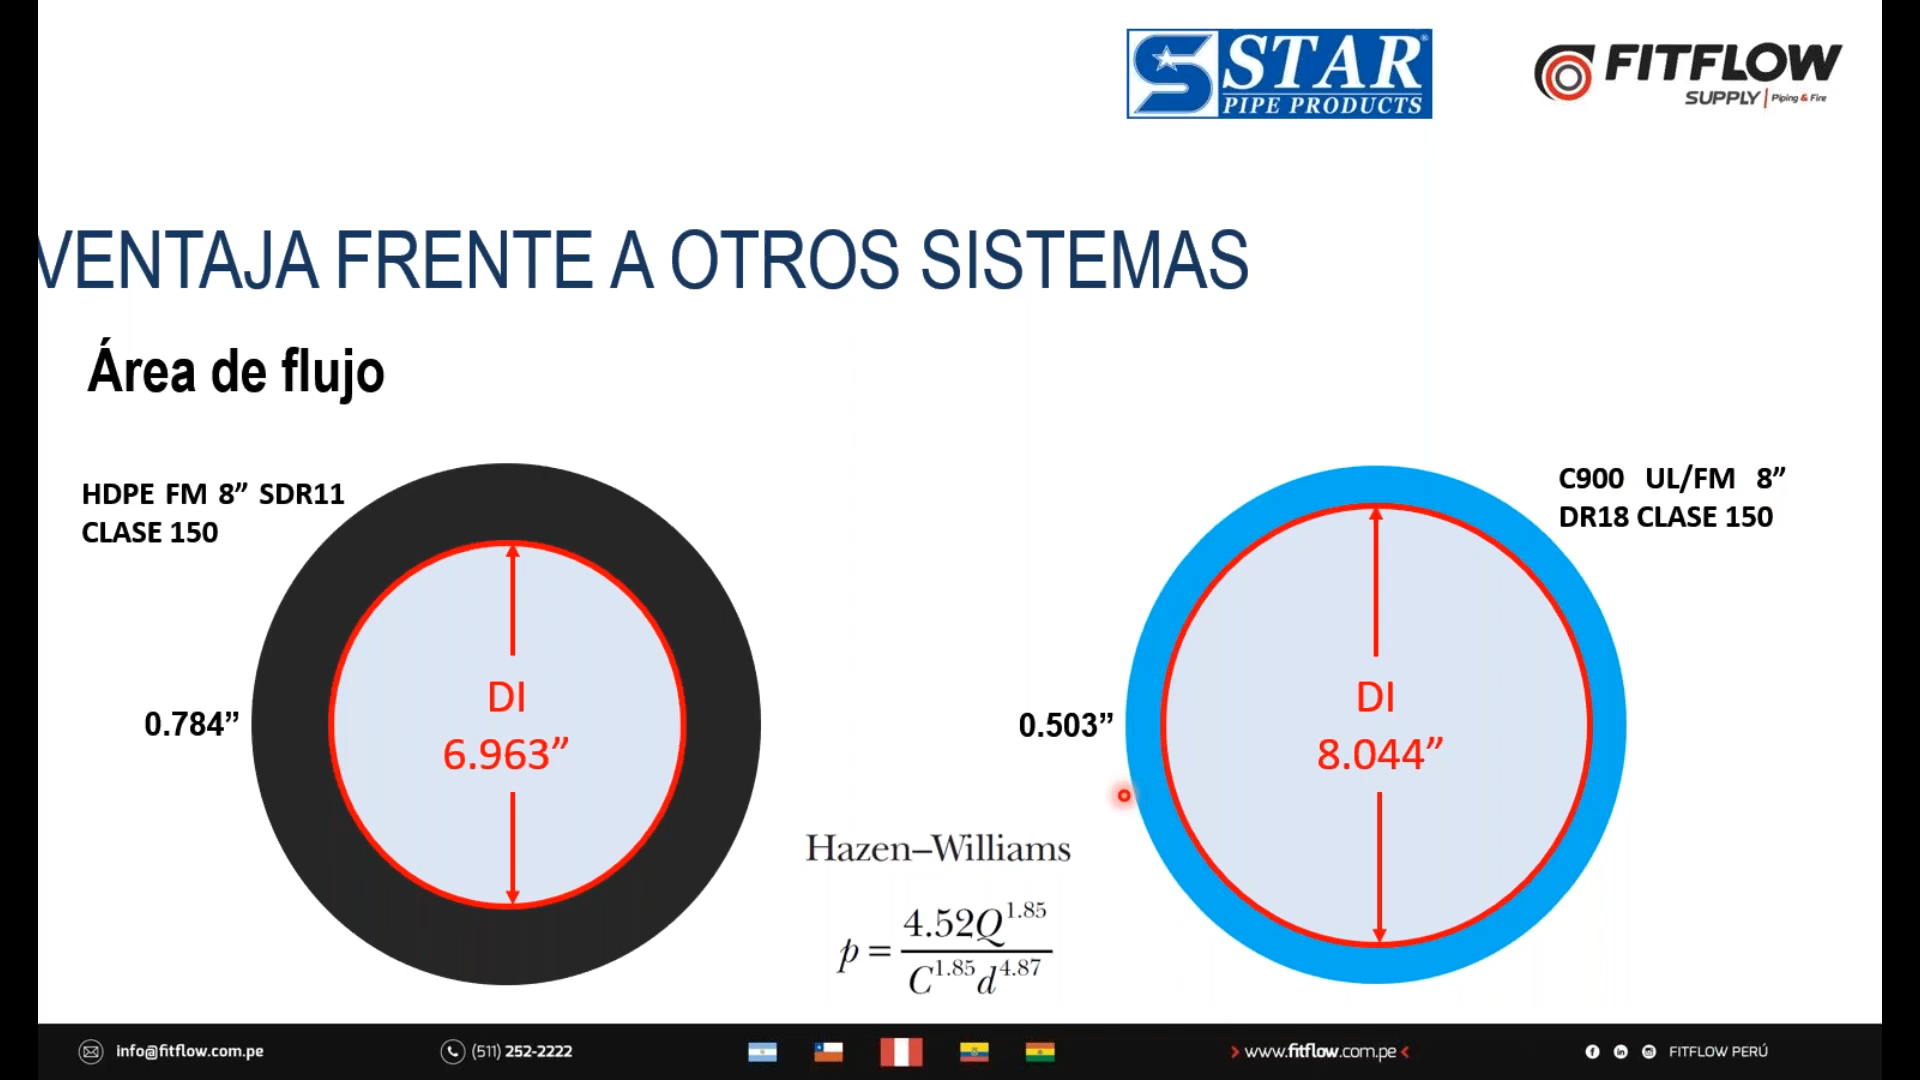 STAR
PIPE PRODUCTS
FITFLOW
SUPPLY | Piping & Fire
VENTAJA FRENTE A OTROS SISTEMAS
Área de flujo
HDPE FM 8” SDR11
CLASE 150
0.784”
DI
6.963”
C900 UL/FM 8”
DR18 CLASE 150
0.503”
DI
8.044”
Hazen–Williams
p = 4.52Q^1.85 / C^1.85 d^4.87
info@fitflow.com.pe
(511) 252-2222
www.fitflow.com.pe
FITFLOW PERÚ